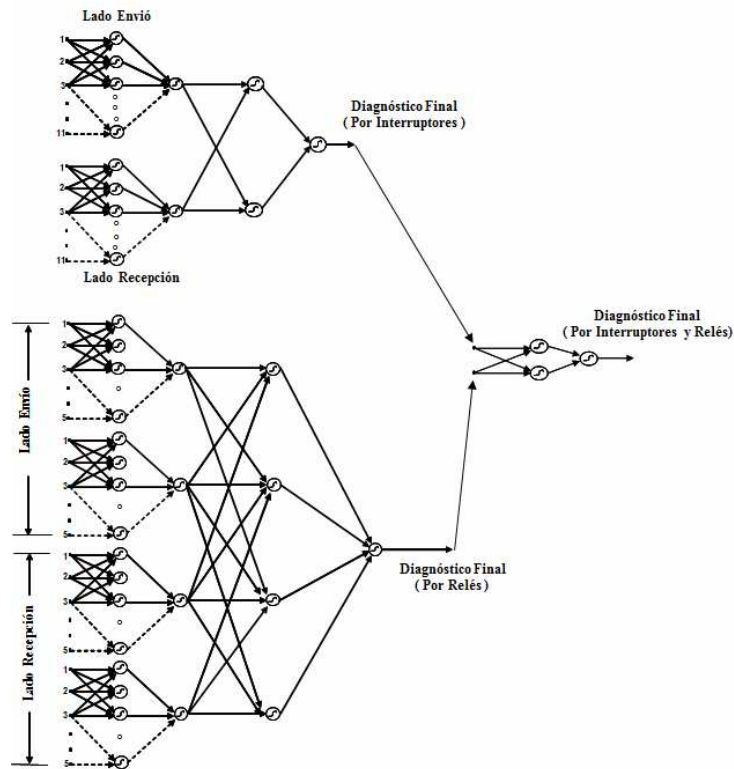 Lado Envió
1
2
3
11
1
2
3
11
Lado Recepción
Diagnóstico Final
( Por Interruptores )
Diagnóstico Final
(Por Interruptores y Relés)
Lado Envío
1
2
3
5
1
2
3
5
Lado Recepción
1
2
3
5
1
2
3
5
Diagnóstico Final
( Por Relés )